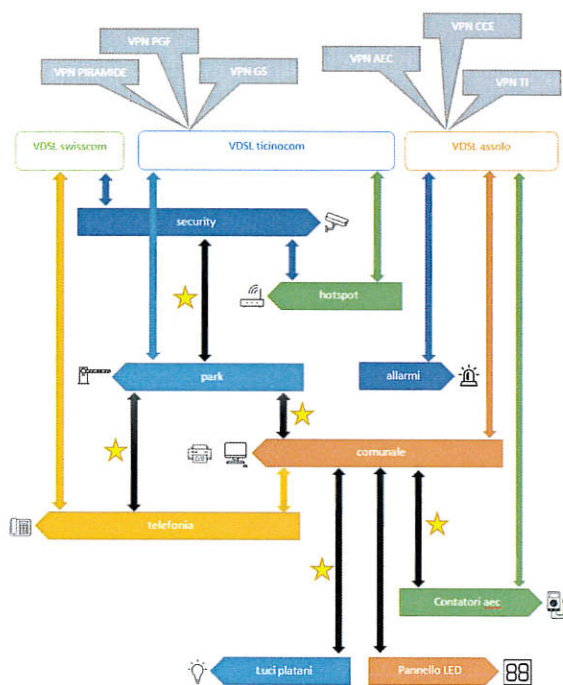 VPN CCE
VPN PGF
VPN AEC
VPN PIRAMIDE
VPN GS
VPN TI
VDSL swisscom
VDSL ticinocom
VDSL assolo
security
hotspot
park
allarmi
comunale
telefonia
Contatori aec
Luci platani
Pannello LED
88